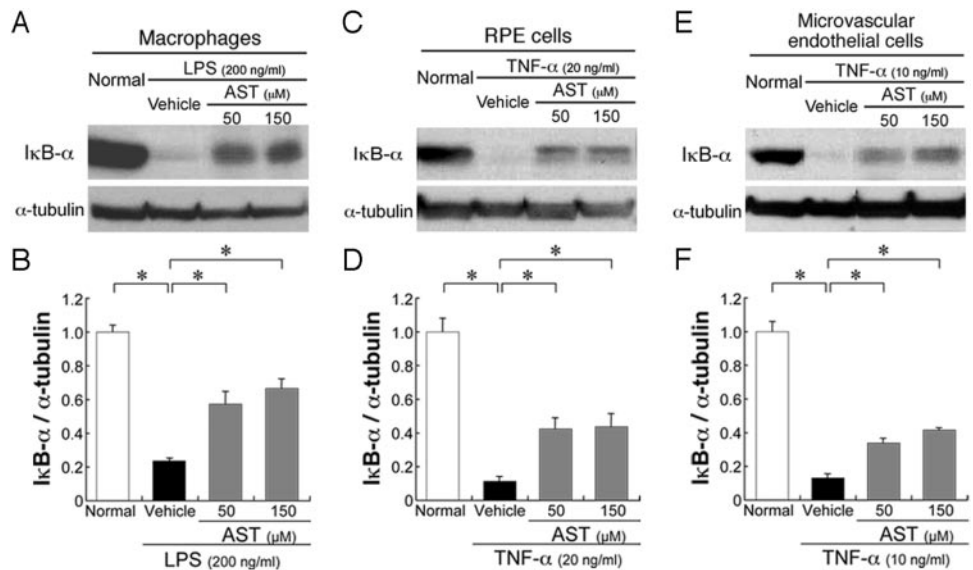 A
Macrophages
LPS (200 ng/ml)
Normal
Vehicle
AST (μM)
50 150
IκB-α
α-tubulin
C
RPE cells
TNF-α (20 ng/ml)
Normal
Vehicle
AST (μM)
50 150
IκB-α
α-tubulin
E
Microvascular
endothelial cells
TNF-α (10 ng/ml)
Normal
Vehicle
AST (μM)
50 150
IκB-α
α-tubulin
B
* * *
IκB-α / α-tubulin
1.2
1.0
0.8
0.6
0.4
0.2
0
Normal Vehicle 50 150
AST (μM)
LPS (200 ng/ml)
D
* * *
IκB-α / α-tubulin
1.2
1.0
0.8
0.6
0.4
0.2
0
Normal Vehicle 50 150
AST (μM)
TNF-α (20 ng/ml)
F
* * *
IκB-α / α-tubulin
1.2
1.0
0.8
0.6
0.4
0.2
0
Normal Vehicle 50 150
AST (μM)
TNF-α (10 ng/ml)